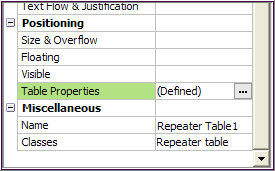 Text Flow & Justification
Positioning
Size & Overflow
Floating
Visible
Table Properties (Defined) ...
Miscellaneous
Name Repeater Table1
Classes Repeater table